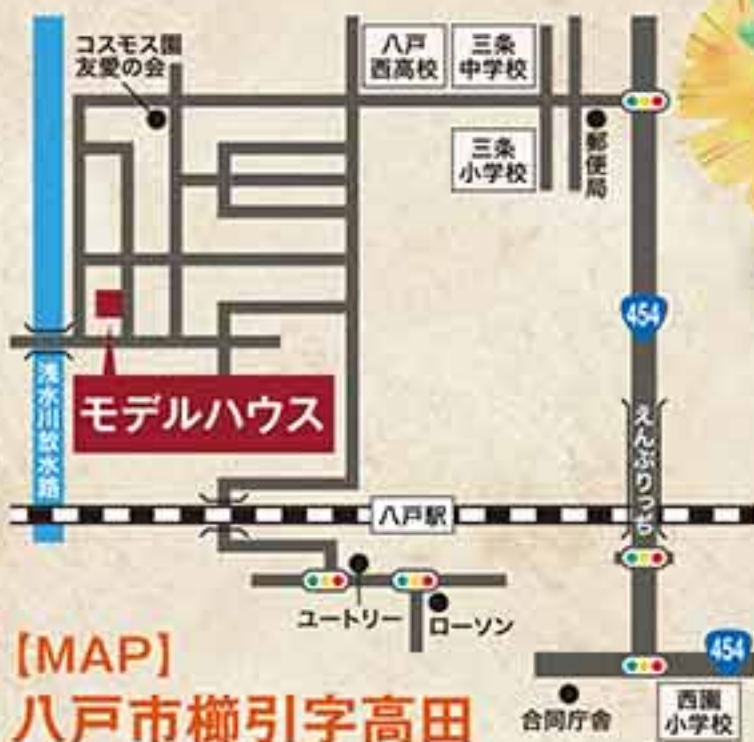 コスモス園
友愛の会
八戸
西高校
三条
中学校
三条
小学校
郵便局
454
モデルハウス
浅水川放水路
えんぶりっぢ
八戸駅
ユートリー
ローソン
454
【MAP】
八戸市櫛引字高田
合同庁舎
西園
小学校